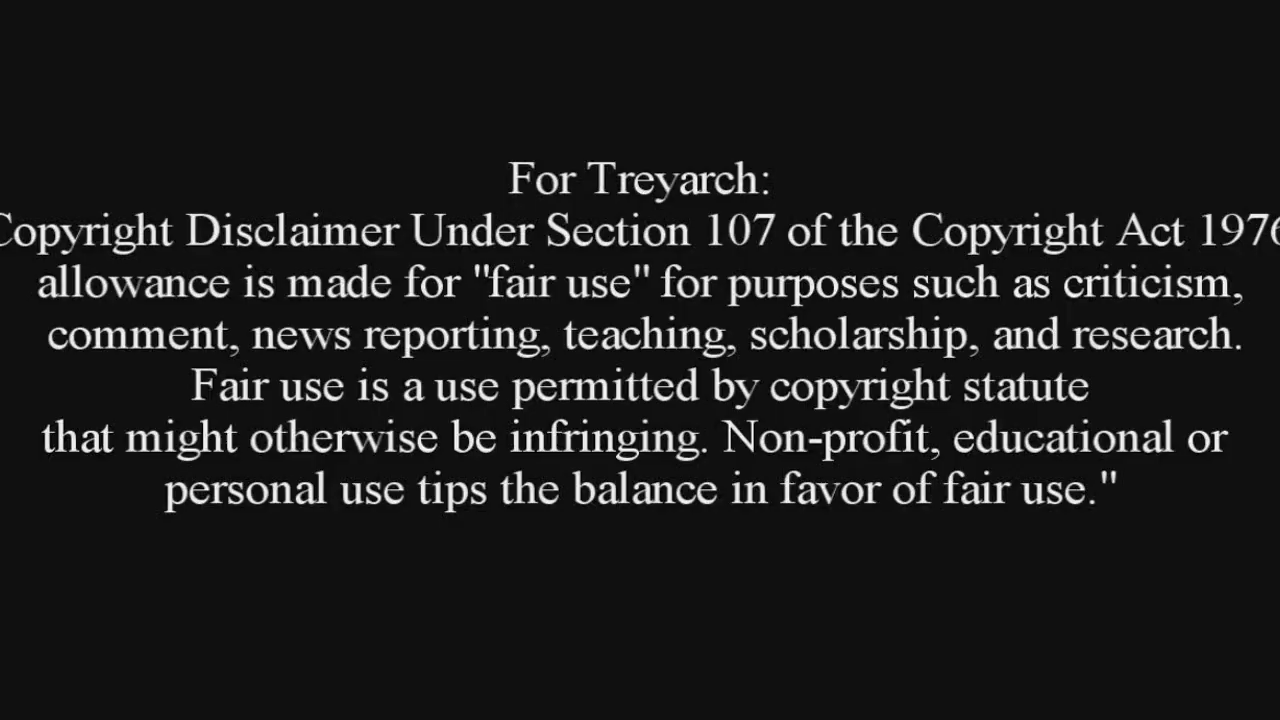 For Treyarch:
Copyright Disclaimer Under Section 107 of the Copyright Act 1976
allowance is made for "fair use" for purposes such as criticism,
comment, news reporting, teaching, scholarship, and research.
Fair use is a use permitted by copyright statute
that might otherwise be infringing. Non-profit, educational or
personal use tips the balance in favor of fair use."